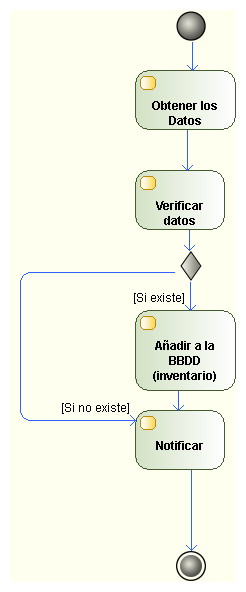 Obtener los
Datos
Verificar
datos
[Si existe]
Añadir a la
BBDD
(inventario)
[Si no existe]
Notificar